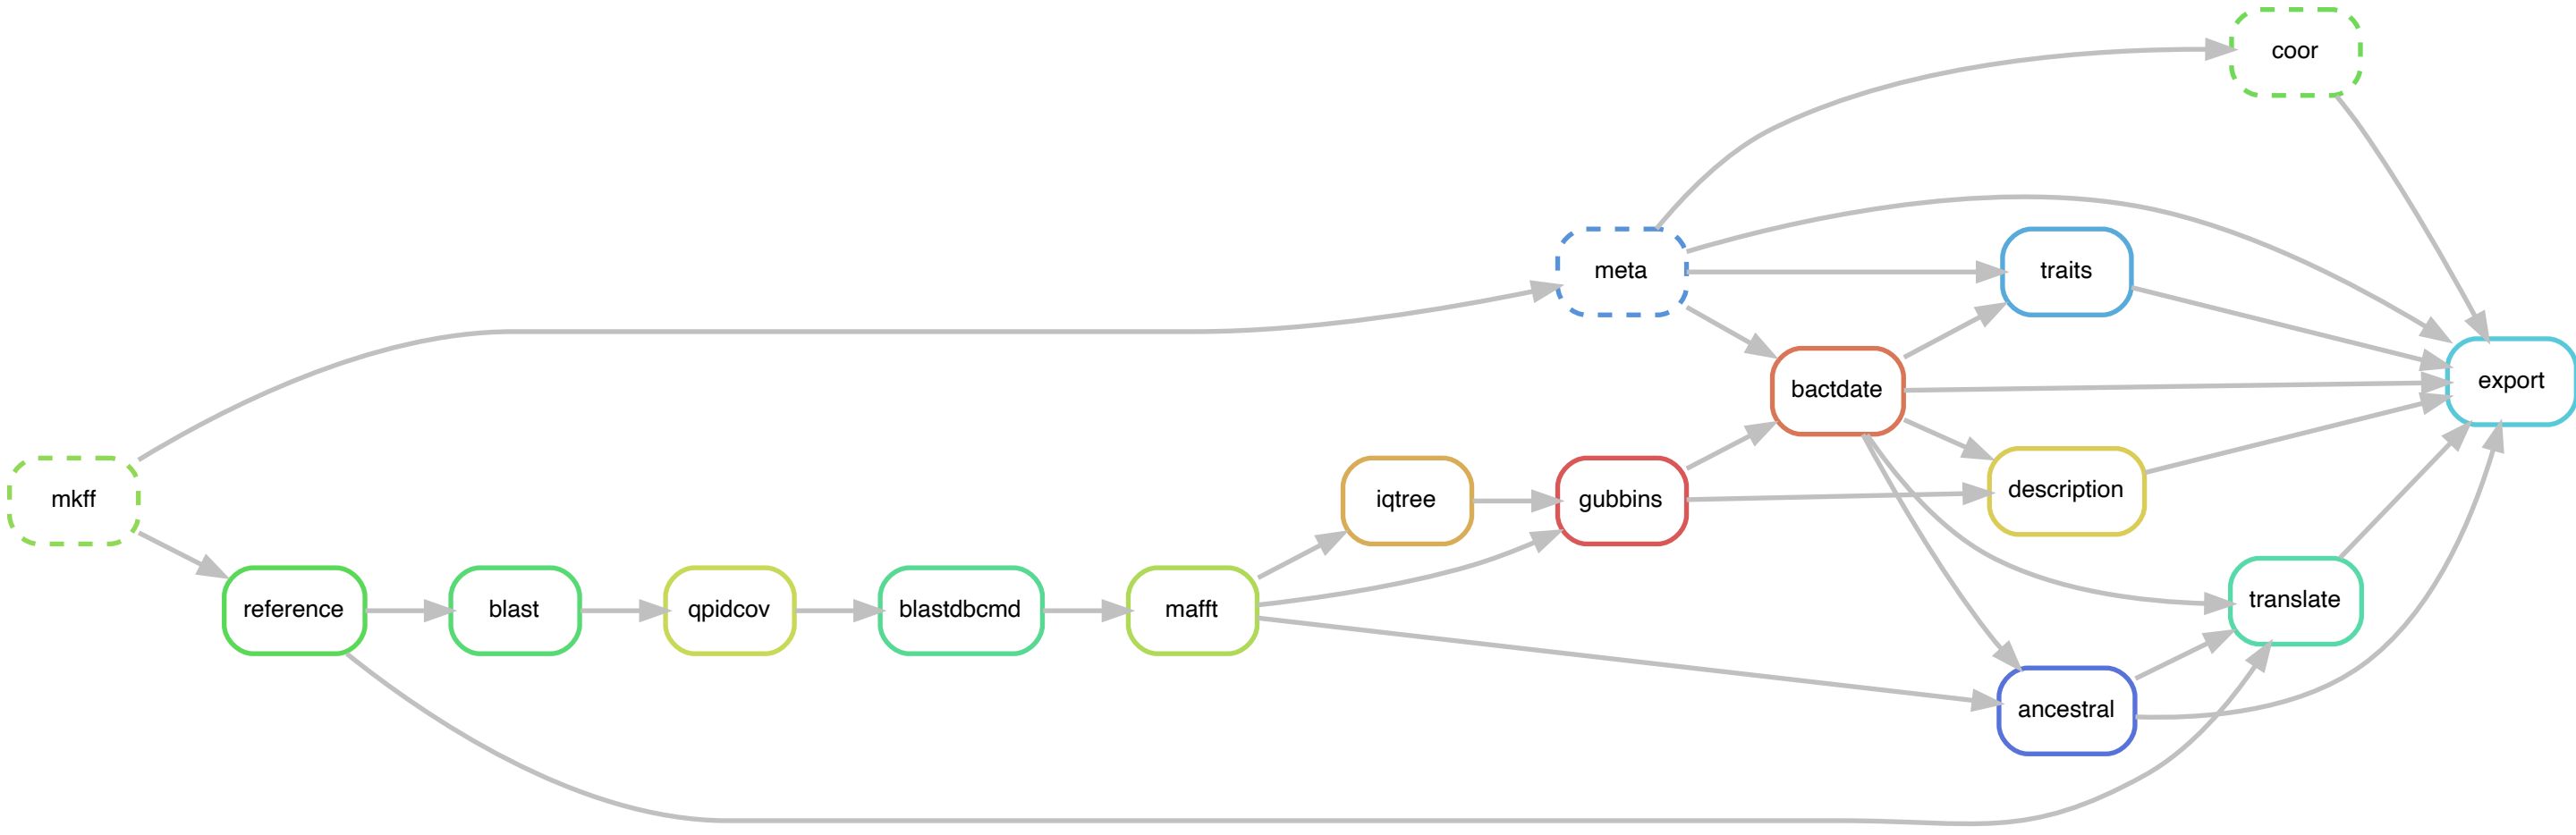 coor
meta
traits
export
bactdate
mkff
iqtree
gubbins
description
reference
blast
qpidcov
blastdbcmd
mafft
translate
ancestral